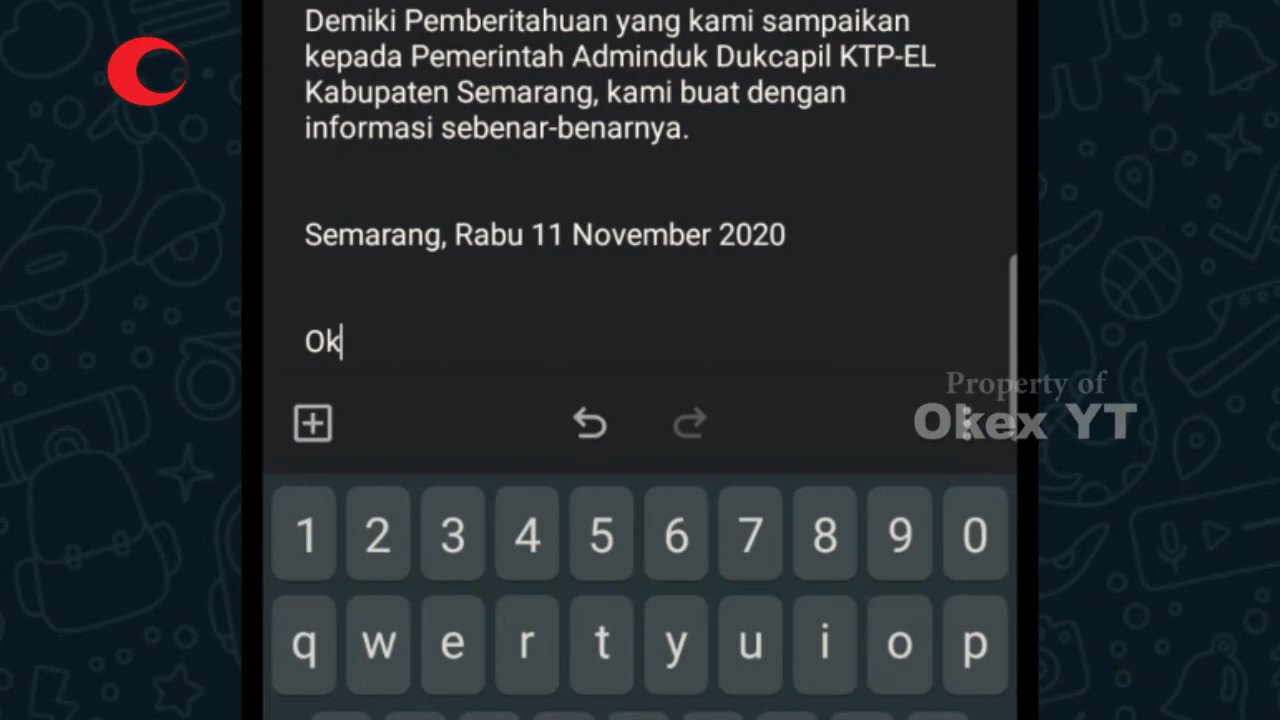 Demiki Pemberitahuan yang kami sampaikan
kepada Pemerintah Adminduk Dukcapil KTP-EL
Kabupaten Semarang, kami buat dengan
informasi sebenar-benarnya.
Semarang, Rabu 11 November 2020
Ok
Property of
Okex YT
1 2 3 4 5 6 7 8 9 0
q w e r t y u i o p